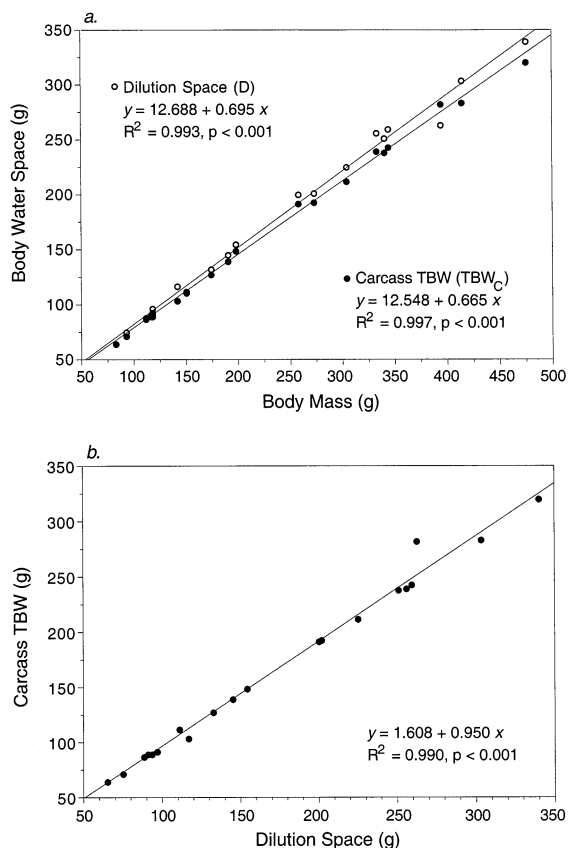 a.
350
300
250
200
150
100
50
Body Water Space (g)
Dilution Space (D)
y = 12.688 + 0.695 x
R² = 0.993, p < 0.001
Carcass TBW (TBW_C)
y = 12.548 + 0.665 x
R² = 0.997, p < 0.001
50 100 150 200 250 300 350 400 450 500
Body Mass (g)
b.
350
300
250
200
150
100
50
Carcass TBW (g)
y = 1.608 + 0.950 x
R² = 0.990, p < 0.001
50 100 150 200 250 300 350
Dilution Space (g)